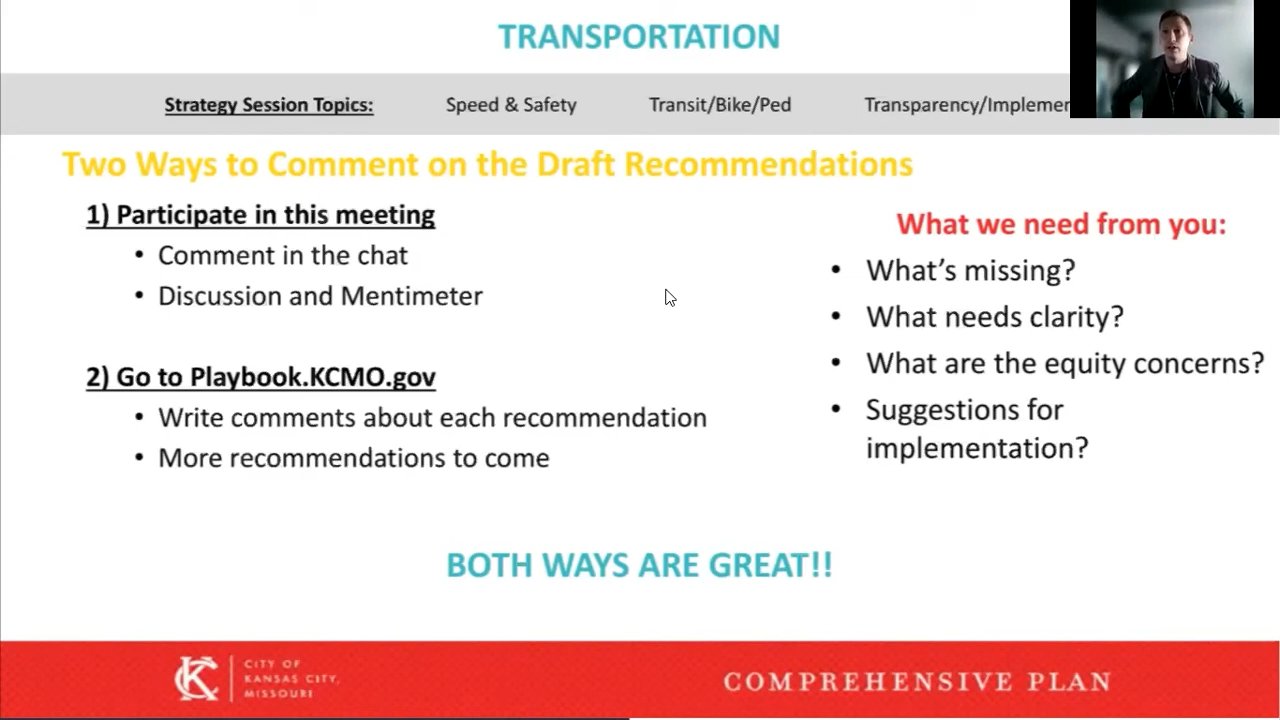 TRANSPORTATION
Strategy Session Topics: Speed & Safety Transit/Bike/Ped Transparency/Implemen
Two Ways to Comment on the Draft Recommendations
1) Participate in this meeting
• Comment in the chat
• Discussion and Mentimeter
2) Go to Playbook.KCMO.gov
• Write comments about each recommendation
• More recommendations to come
What we need from you:
• What's missing?
• What needs clarity?
• What are the equity concerns?
• Suggestions for
implementation?
BOTH WAYS ARE GREAT!!
KC
CITY OF
KANSAS CITY,
MISSOURI
COMPREHENSIVE PLAN